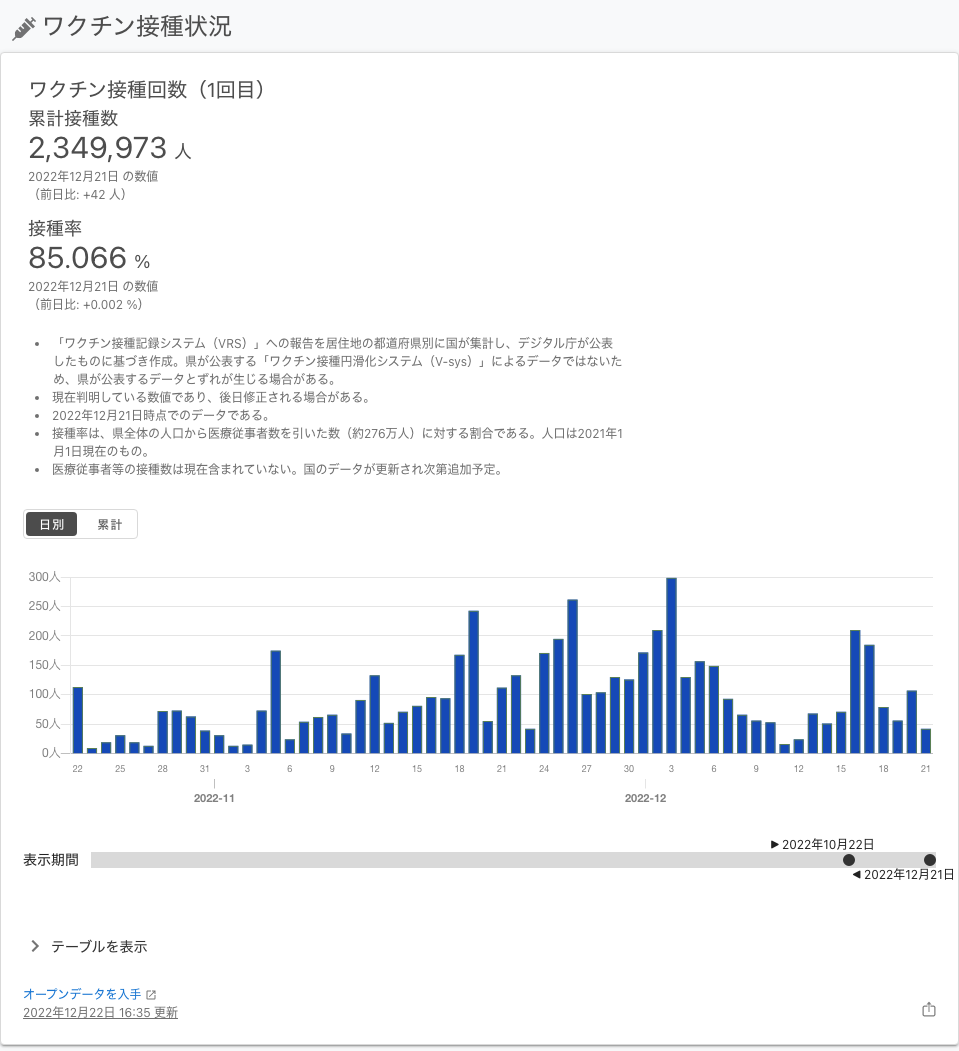 ワクチン接種状況
ワクチン接種回数（1回目）
累計接種数
2,349,973 人
2022年12月21日 の数値
（前日比: +42 人）
接種率
85.066 %
2022年12月21日 の数値
（前日比: +0.002 %）
「ワクチン接種記録システム（VRS）」への報告を居住地の都道府県別に国が集計し、デジタル庁が公表
したものに基づき作成。県が公表する「ワクチン接種円滑化システム（V-sys）」によるデータではないた
め、県が公表するデータとずれが生じる場合がある。
現在判明している数値であり、後日修正される場合がある。
2022年12月21日時点でのデータである。
接種率は、県全体の人口から医療従事者数を引いた数（約276万人）に対する割合である。人口は2021年1
月1日現在のもの。
医療従事者等の接種数は現在含まれていない。国のデータが更新され次第追加予定。
日別 累計
300人
250人
200人
150人
100人
50人
0人
22 25 28 31 3 6 9 12 15 18 21 24 27 30 3 6 9 12 15 18 21
2022-11 2022-12
▶ 2022年10月22日
表示期間
◀ 2022年12月21日
テーブルを表示
オープンデータを入手
2022年12月22日 16:35 更新